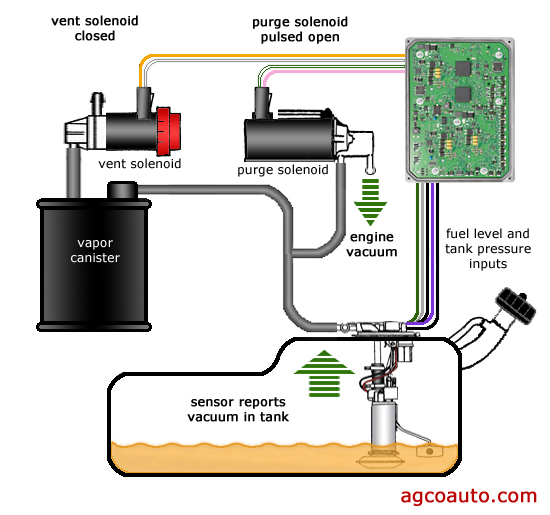 vent solenoid
closed
purge solenoid
pulsed open
vent solenoid
purge solenoid
vapor
canister
engine
vacuum
fuel level and
tank pressure
inputs
sensor reports
vacuum in tank
agcoauto.com